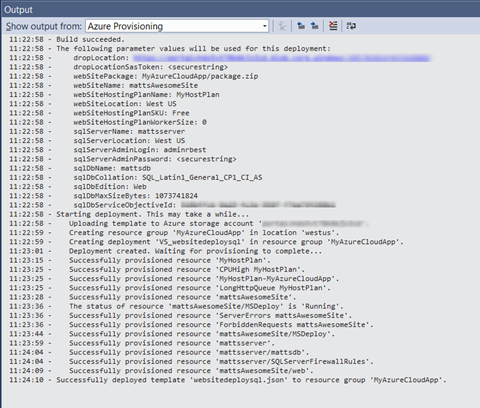 Output
Show output from: Azure Provisioning
11:22:58 - Build succeeded.
11:22:58 - The following parameter values will be used for this deployment:
11:22:58 -     dropLocation:
11:22:58 -     dropLocationSasToken: <securestring>
11:22:58 -     webSitePackage: MyAzureCloudApp/package.zip
11:22:58 -     webSiteName: mattsAwesomeSite
11:22:58 -     webSiteHostingPlanName: MyHostPlan
11:22:58 -     webSiteLocation: West US
11:22:58 -     webSiteHostingPlanSKU: Free
11:22:58 -     webSiteHostingPlanWorkerSize: 0
11:22:58 -     sqlServerName: mattsserver
11:22:58 -     sqlServerLocation: West US
11:22:58 -     sqlServerAdminLogin: adminrbest
11:22:58 -     sqlServerAdminPassword: <securestring>
11:22:58 -     sqlDbName: mattsdb
11:22:58 -     sqlDbCollation: SQL_Latin1_General_CP1_CI_AS
11:22:58 -     sqlDbEdition: Web
11:22:58 -     sqlDbMaxSizeBytes: 1073741824
11:22:58 -     sqlDbServiceObjectiveId:
11:22:58 - Starting deployment. This may take a while...
11:22:58 -     Uploading template to Azure storage account '
11:22:59 -     Creating resource group 'MyAzureCloudApp' in location 'westus'.
11:22:59 -     Creating deployment 'VS_websitedeploysql' in resource group 'MyAzureCloudApp'.
11:23:01 -     Deployment created. Waiting for provisioning to complete...
11:23:15 -     Successfully provisioned resource 'MyHostPlan'.
11:23:25 -     Successfully provisioned resource 'CPUHigh MyHostPlan'.
11:23:25 -     Successfully provisioned resource 'MyHostPlan-MyAzureCloudApp'.
11:23:25 -     Successfully provisioned resource 'LongHttpQueue MyHostPlan'.
11:23:28 -     Successfully provisioned resource 'mattsAwesomeSite'.
11:23:36 -     The status of resource 'mattsAwesomeSite/MSDeploy' is 'Running'.
11:23:36 -     Successfully provisioned resource 'ServerErrors mattsAwesomeSite'.
11:23:36 -     Successfully provisioned resource 'ForbiddenRequests mattsAwesomeSite'.
11:23:44 -     Successfully provisioned resource 'mattsAwesomeSite/MSDeploy'.
11:23:59 -     Successfully provisioned resource 'mattsserver'.
11:24:04 -     Successfully provisioned resource 'mattsserver/mattsdb'.
11:24:04 -     Successfully provisioned resource 'mattsserver/SQLServerFirewallRules'.
11:24:09 -     Successfully provisioned resource 'mattsAwesomeSite/web'.
11:24:10 - Successfully deployed template 'websitedeploysql.json' to resource group 'MyAzureCloudApp'.